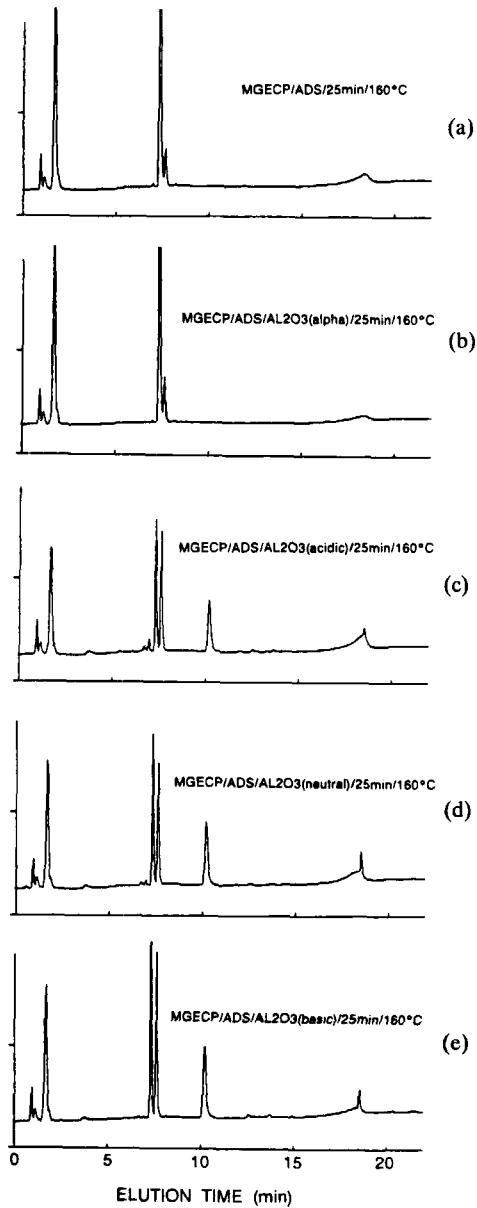 MGECP/ADS/25min/160°C
(a)
MGECP/ADS/AL2O3(alpha)/25min/160°C
(b)
MGECP/ADS/AL2O3(acidic)/25min/160°C
(c)
MGECP/ADS/AL2O3(neutral)/25min/160°C
(d)
MGECP/ADS/AL2O3(basic)/25min/160°C
(e)
0 5 10 15 20
ELUTION TIME (min)